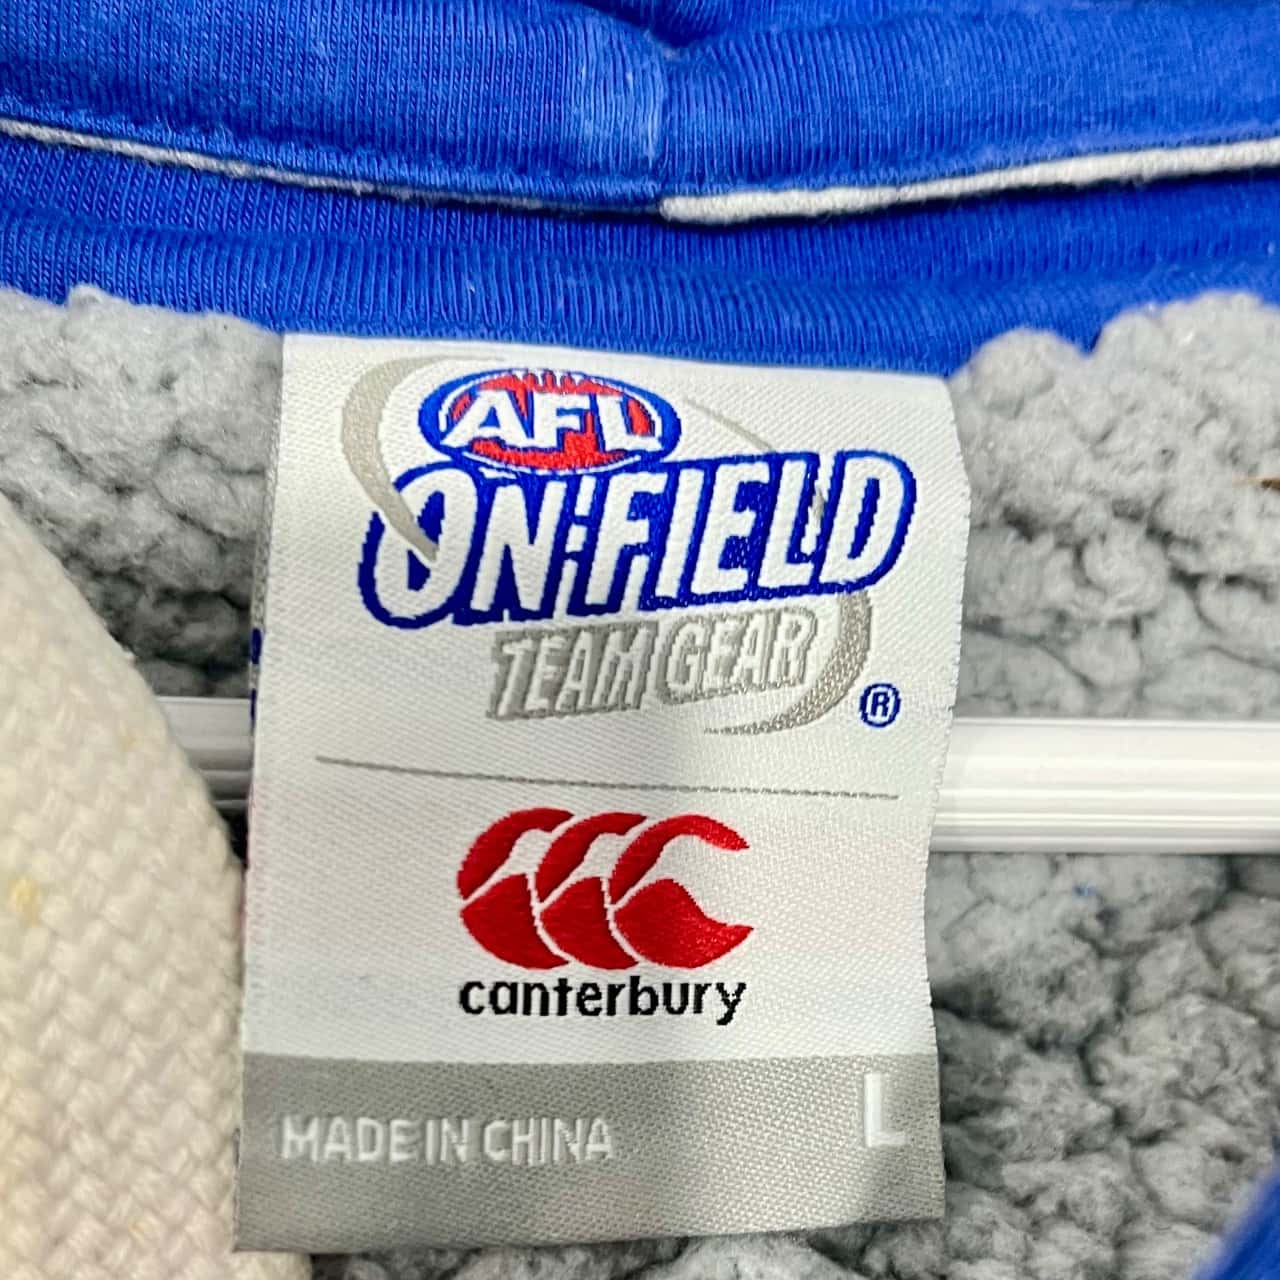 AFL
ON-FIELD
TEAM GEAR
®
canterbury
MADE IN CHINA L